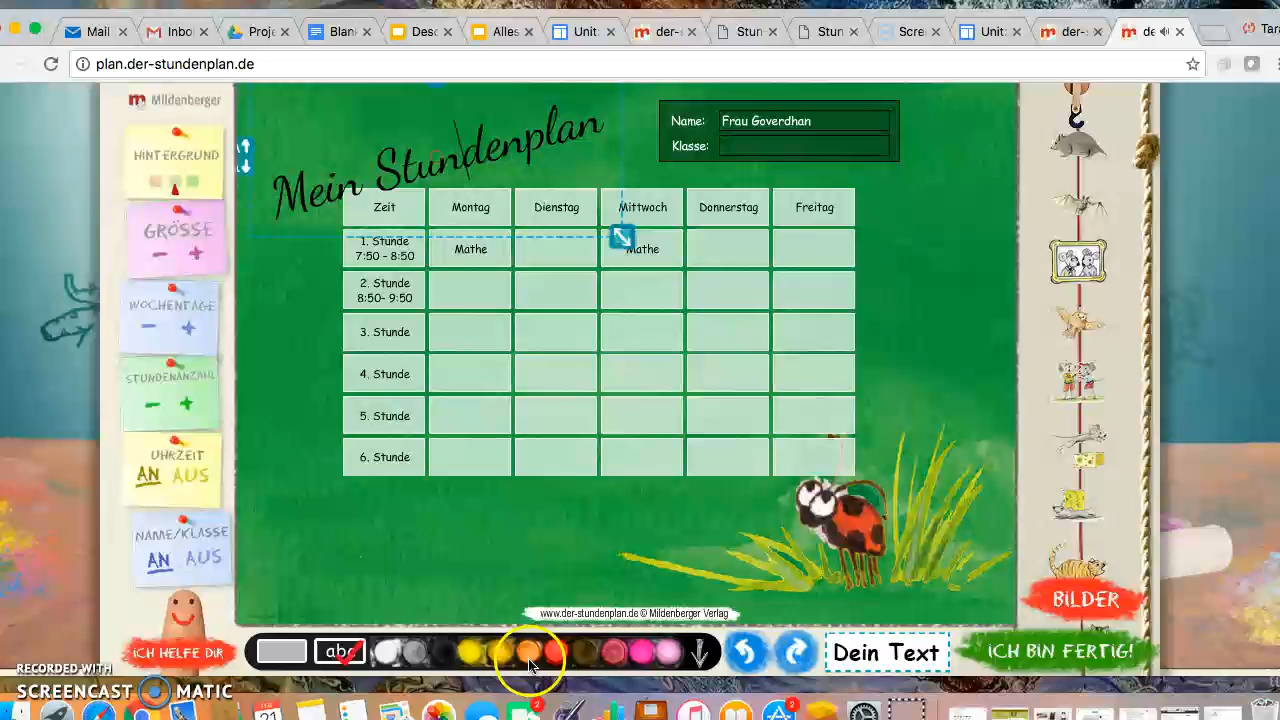 Mail
Inbo
Proje
Blan
Desc
Alles
Unit
der-
Stun
Stun
Scre
Unit
der-
de
Tara
plan.der-stundenplan.de
m Mildenberger
HINTERGRUND
GRÖSSE
- +
WOCHENTAGE
- +
STUNDENANZAHL
- +
UHRZEIT
AN AUS
NAME/KLASSE
AN AUS
iCH HELFE DiR
Mein Stundenplan
Name: Frau Goverdhan
Klasse:
Zeit Montag Dienstag Mittwoch Donnerstag Freitag
1. Stunde
7:50 - 8:50 Mathe Mathe
2. Stunde
8:50- 9:50
3. Stunde
4. Stunde
5. Stunde
6. Stunde
www.der-stundenplan.de © Mildenberger Verlag
BILDER
abc
Dein Text
iCH BiN FERTiG!
RECORDED WITH
SCREENCAST MATIC
2
2